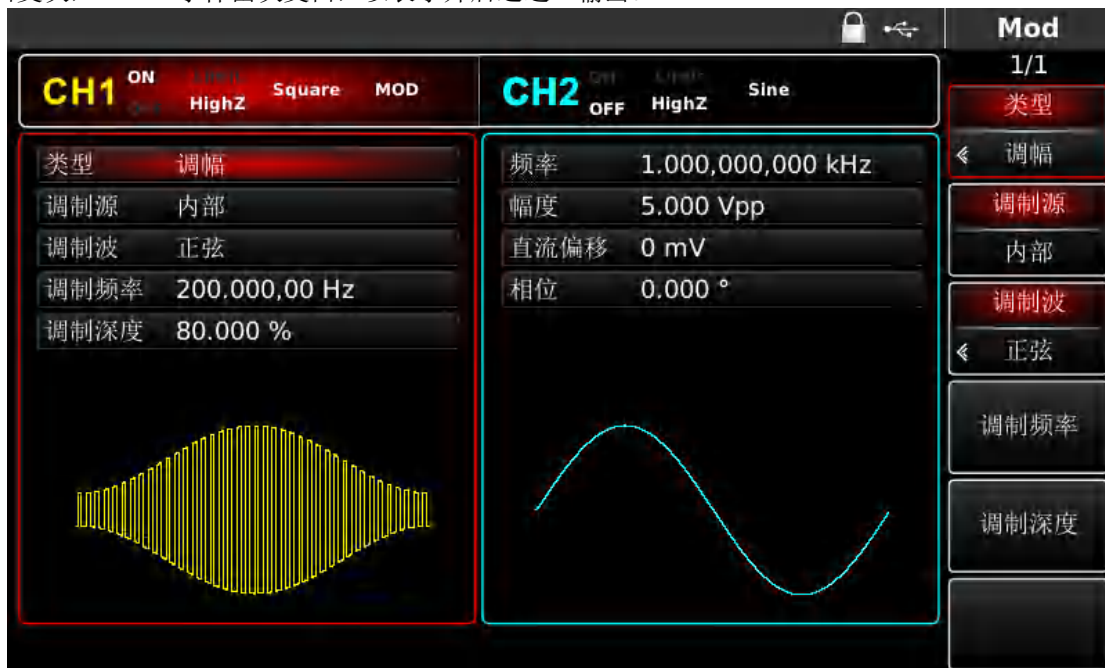 Mod
1/1
CH1 ON HighZ Square MOD
CH2 OFF HighZ Sine
类型 调幅
调制源 内部
调制波 正弦
调制频率 200.000,00 Hz
调制深度 80.000 %
频率 1.000,000,000 kHz
幅度 5.000 Vpp
直流偏移 0 mV
相位 0.000 °
类型
调幅
调制源
内部
调制波
正弦
调制频率
调制深度